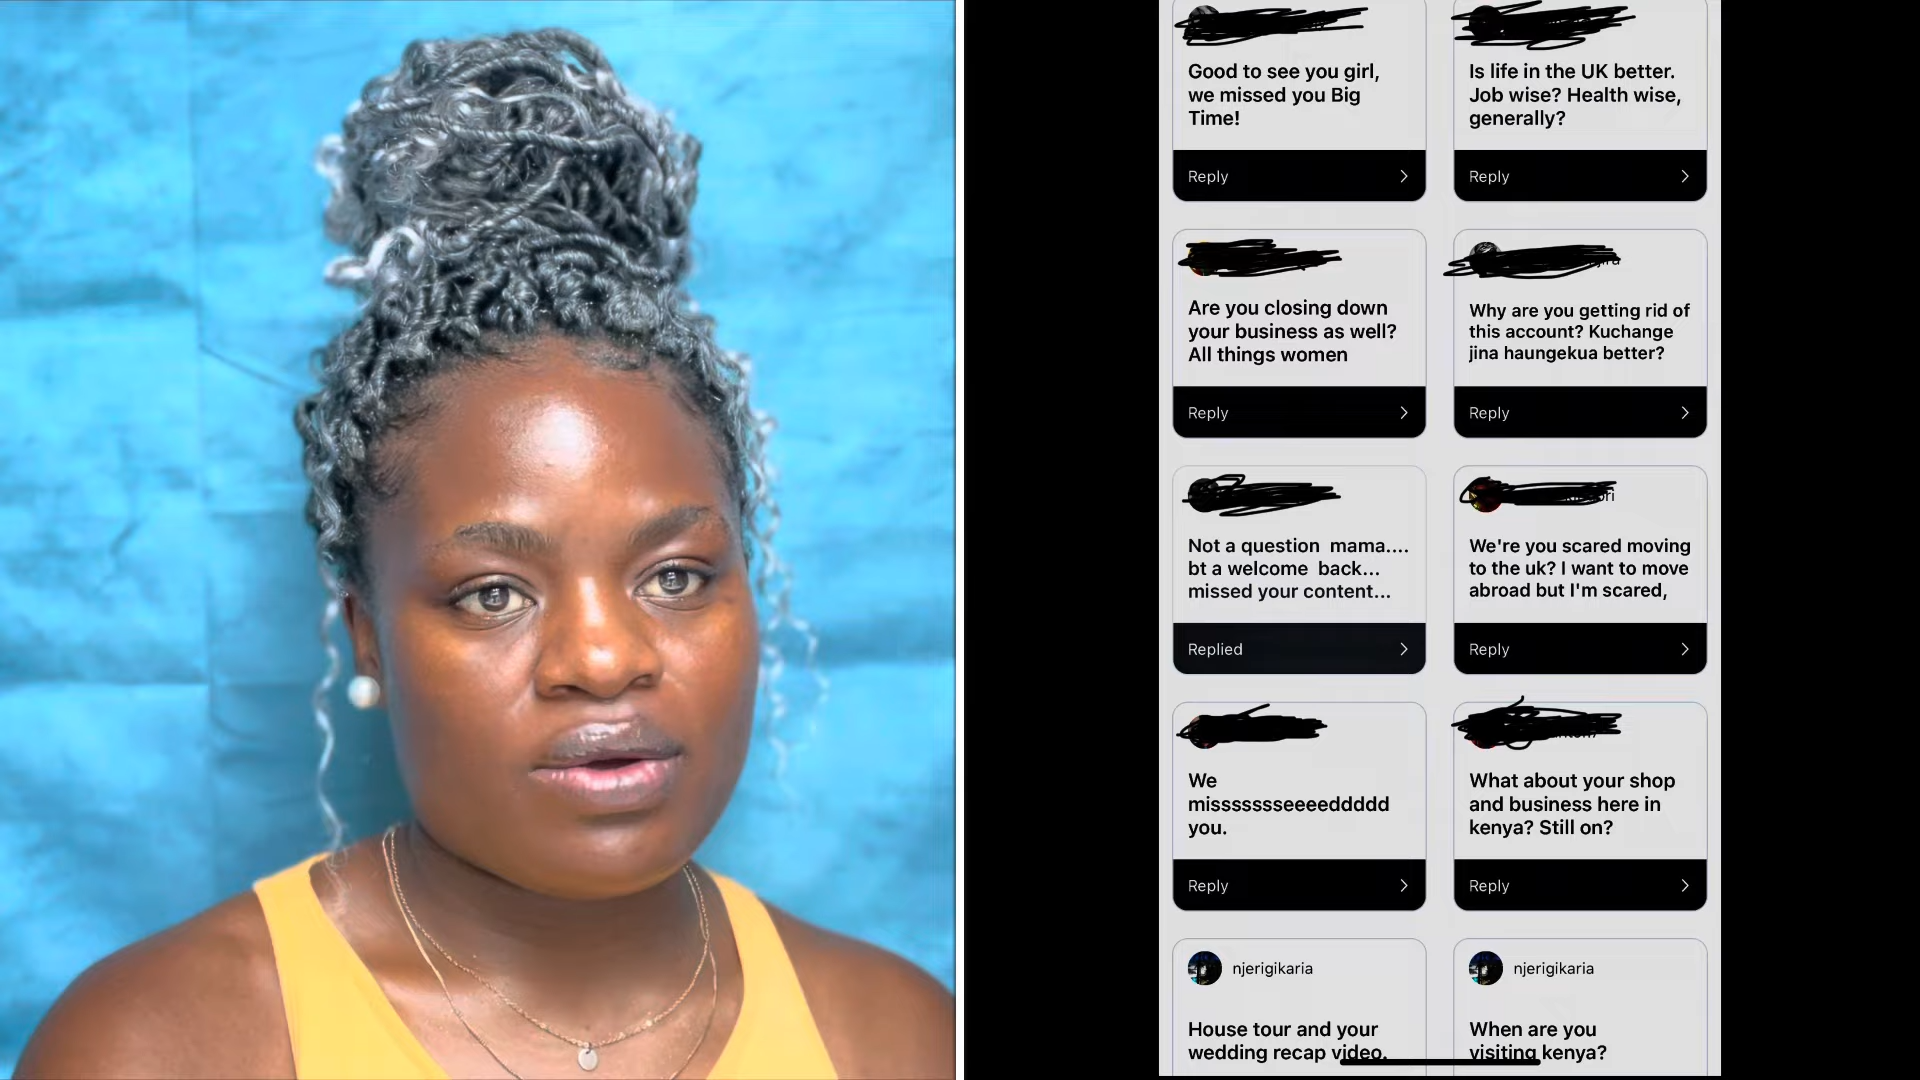 Good to see you girl,
we missed you Big
Time!
Reply
Is life in the UK better.
Job wise? Health wise,
generally?
Reply
Are you closing down
your business as well?
All things women
Reply
Why are you getting rid of
this account? Kuchange
jina haungekua better?
Reply
Not a question mama....
bt a welcome back...
missed your content...
Replied
We're you scared moving
to the uk? I want to move
abroad but I'm scared,
Reply
We
missssssseeeeddddd
you.
Reply
What about your shop
and business here in
kenya? Still on?
Reply
njerigikaria
House tour and your
wedding recap video.
njerigikaria
When are you
visiting kenya?